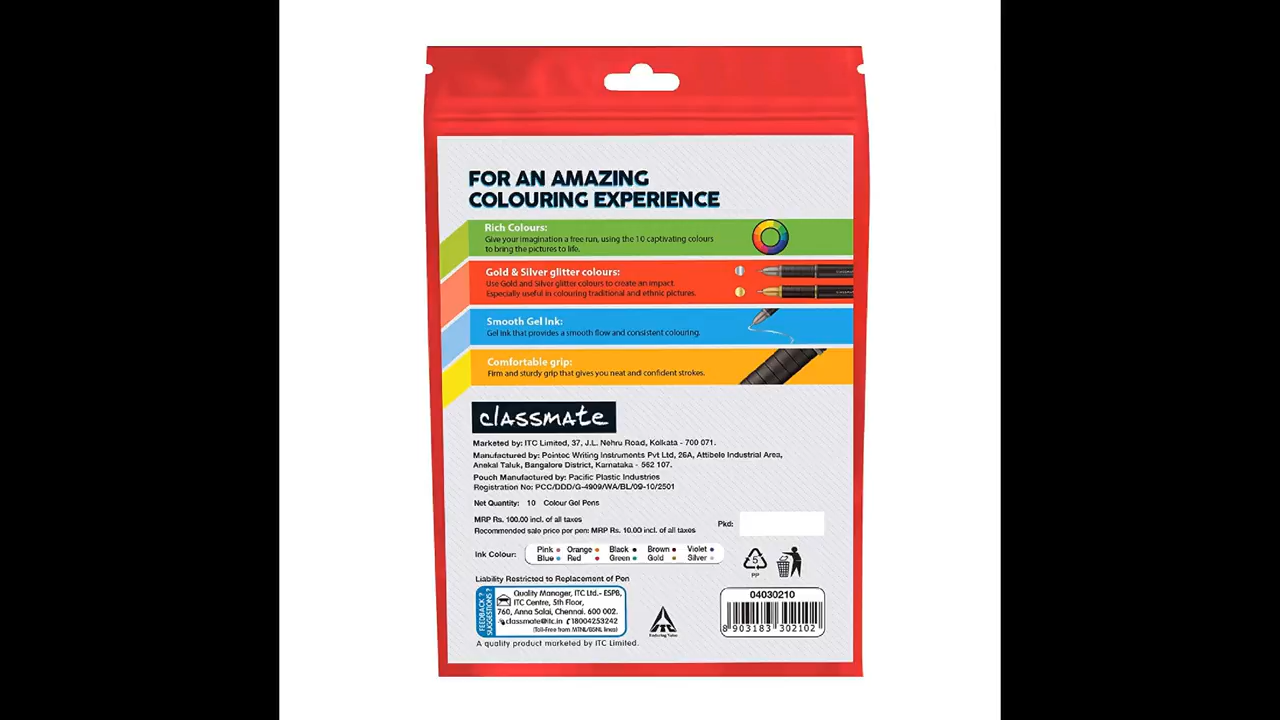 FOR AN AMAZING
COLOURING EXPERIENCE
Rich Colours:
Give your imagination a free run, using the 10 captivating colours
to bring the pictures to life.
Gold & Silver glitter colours:
Use Gold and Silver glitter colours to create an impact.
Especially useful in colouring traditional and ethnic pictures.
Smooth Gel Ink:
Gel ink that provides a smooth flow and consistent colouring.
Comfortable grip:
Firm and sturdy grip that gives you neat and confident strokes.
classmate
Marketed by: ITC Limited, 37, J.L. Nehru Road, Kolkata - 700 071.
Manufactured by: Pointec Writing Instruments Pvt Ltd, 26A, Attibele Industrial Area,
Anekal Taluk, Bangalore District, Karnataka - 562 107.
Pouch Manufactured by: Pacific Plastic Industries
Registration No: PCC/DDD/G-4909/WA/BL/09-10/2501
Net Quantity: 10 Colour Gel Pens
MRP Rs. 100.00 incl. of all taxes
Recommended sale price per pen: MRP Rs. 10.00 incl. of all taxes
Pkd:
Ink Colour:
Pink Orange Black Brown Violet
Blue Red Green Gold Silver
5
PP
Liability Restricted to Replacement of Pen
FEEDBACK ?
SUGGESTIONS ?
Quality Manager, ITC Ltd.- ESPB,
ITC Centre, 5th Floor,
760, Anna Salai, Chennai. 600 002.
classmate@itc.in 18004253242
(Toll-Free from MTNL/BSNL lines)
A quality product marketed by ITC Limited.
ITC
Enduring Value
04030210
8 903183 302102